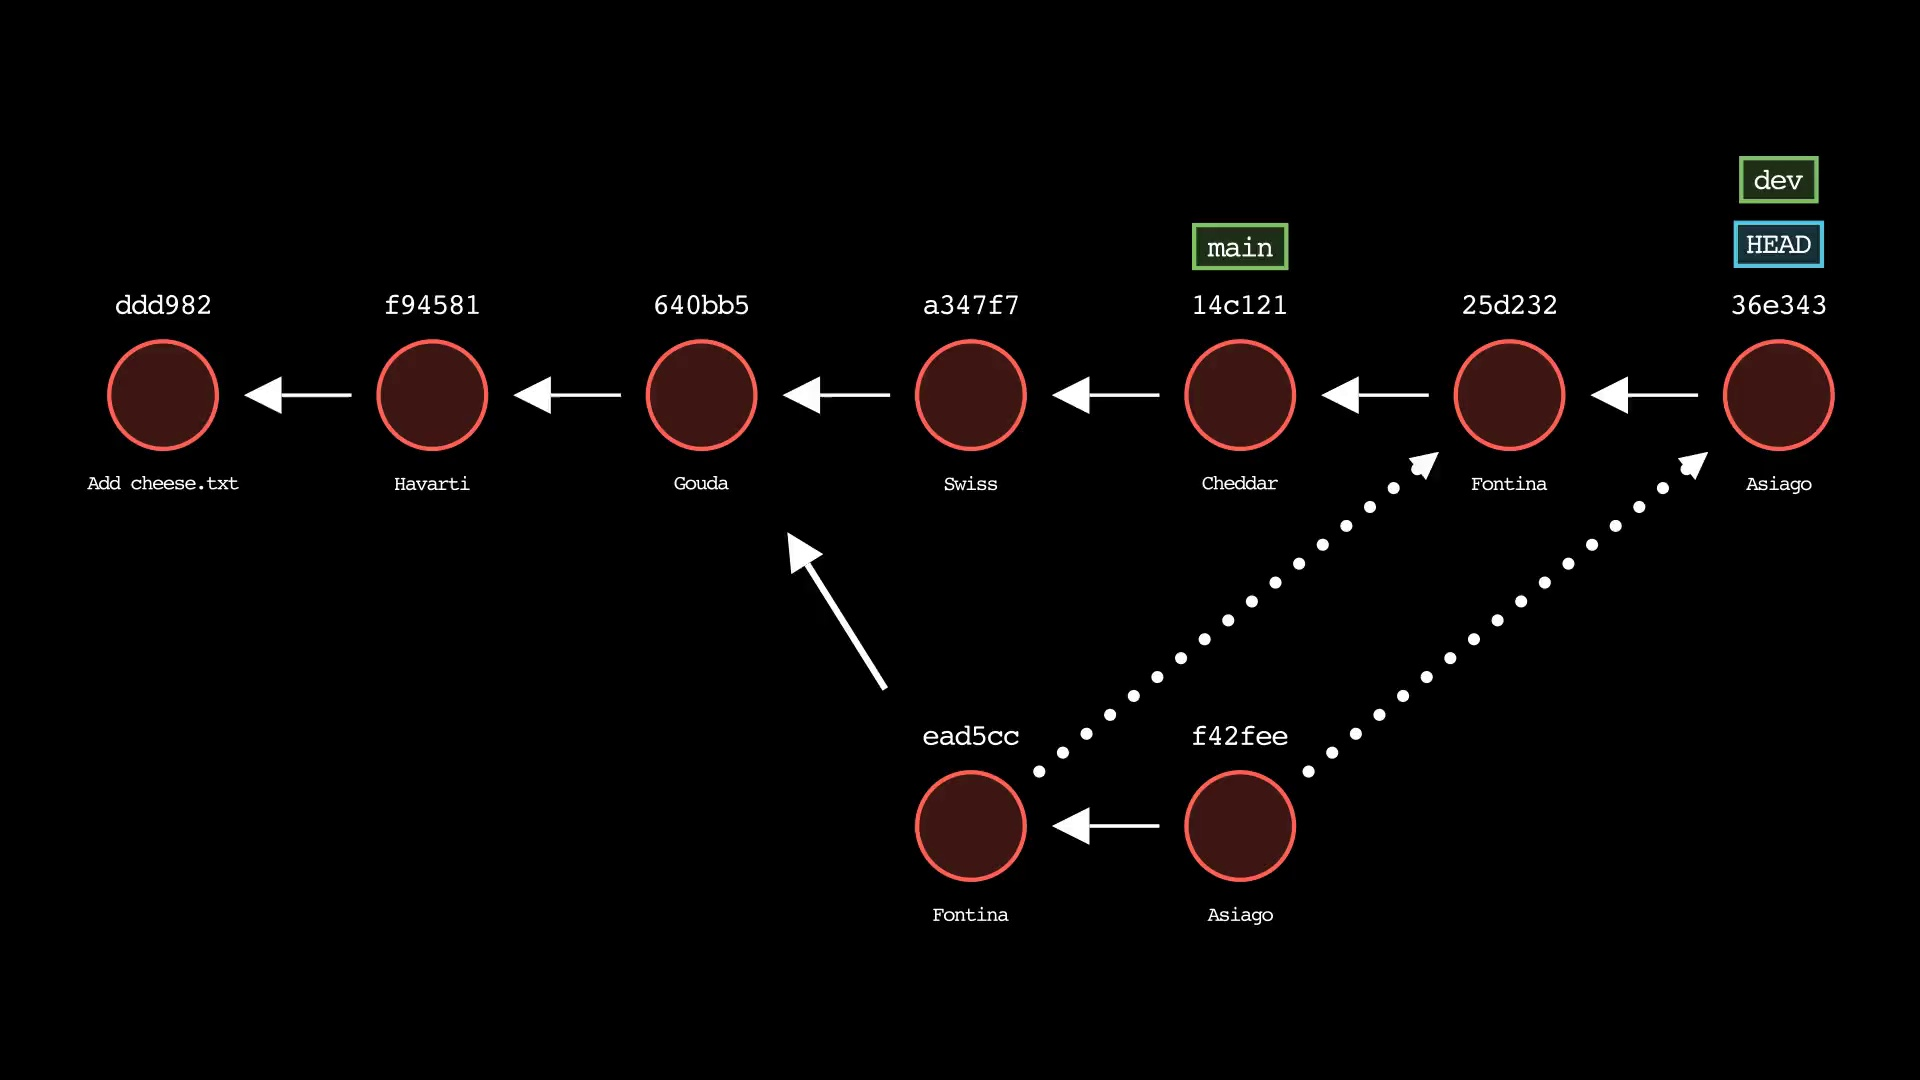 dev
main
HEAD
ddd982
f94581
640bb5
a347f7
14c121
25d232
36e343
Add cheese.txt
Havarti
Gouda
Swiss
Cheddar
Fontina
Asiago
ead5cc
f42fee
Fontina
Asiago